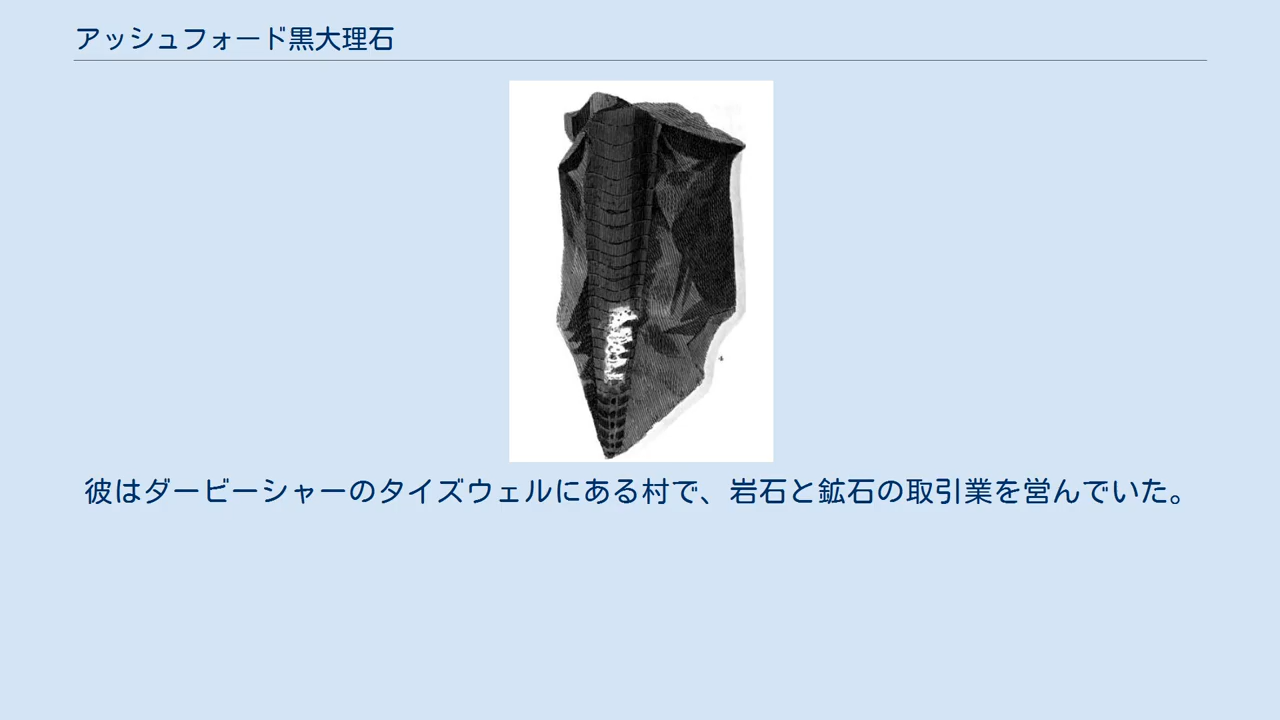 アッシュフォード黒大理石
彼はダービーシャーのタイズウェルにある村で、岩石と鉱石の取引業を営んでいた。